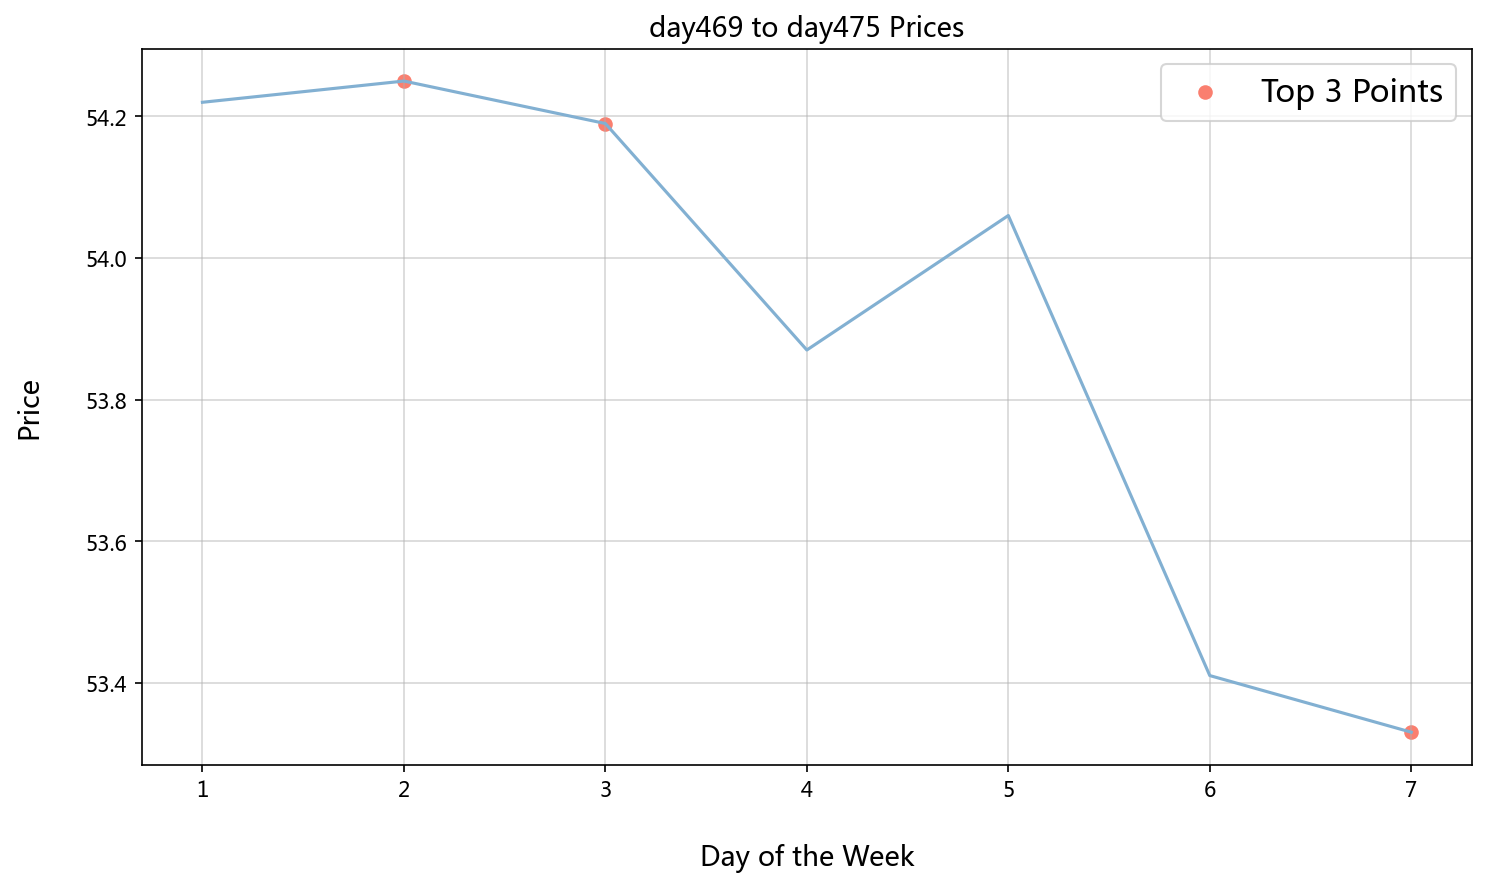 day469 to day475 Prices
Top 3 Points
Price
54.2
54.0
53.8
53.6
53.4
1 2 3 4 5 6 7
Day of the Week